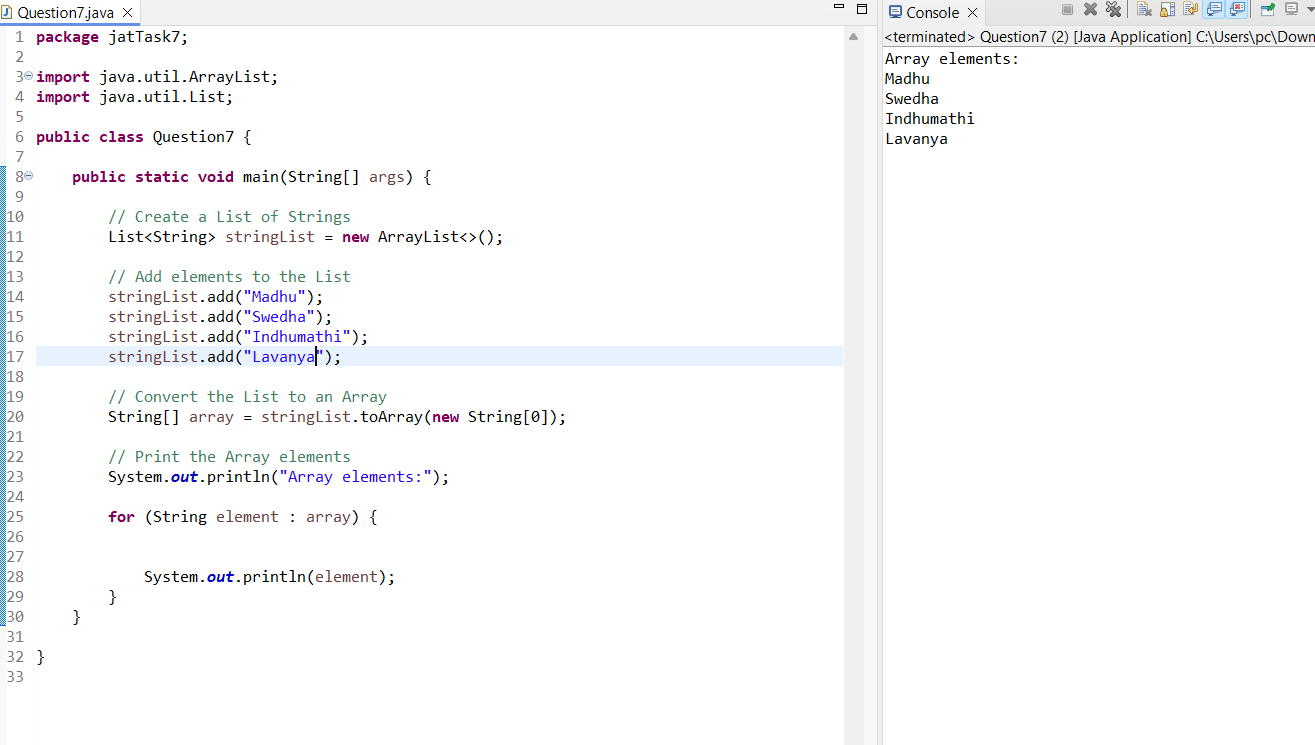 Question7.java
1 package jatTask7;
2
3 import java.util.ArrayList;
4 import java.util.List;
5
6 public class Question7 {
7
8     public static void main(String[] args) {
9
10         // Create a List of Strings
11         List<String> stringList = new ArrayList<>();
12
13         // Add elements to the List
14         stringList.add("Madhu");
15         stringList.add("Swedha");
16         stringList.add("Indhumathi");
17         stringList.add("Lavanya");
18
19         // Convert the List to an Array
20         String[] array = stringList.toArray(new String[0]);
21
22         // Print the Array elements
23         System.out.println("Array elements:");
24
25         for (String element : array) {
26
27
28             System.out.println(element);
29         }
30     }
31
32 }
33
Console
<terminated> Question7 (2) [Java Application] C:\Users\pc\Down
Array elements:
Madhu
Swedha
Indhumathi
Lavanya